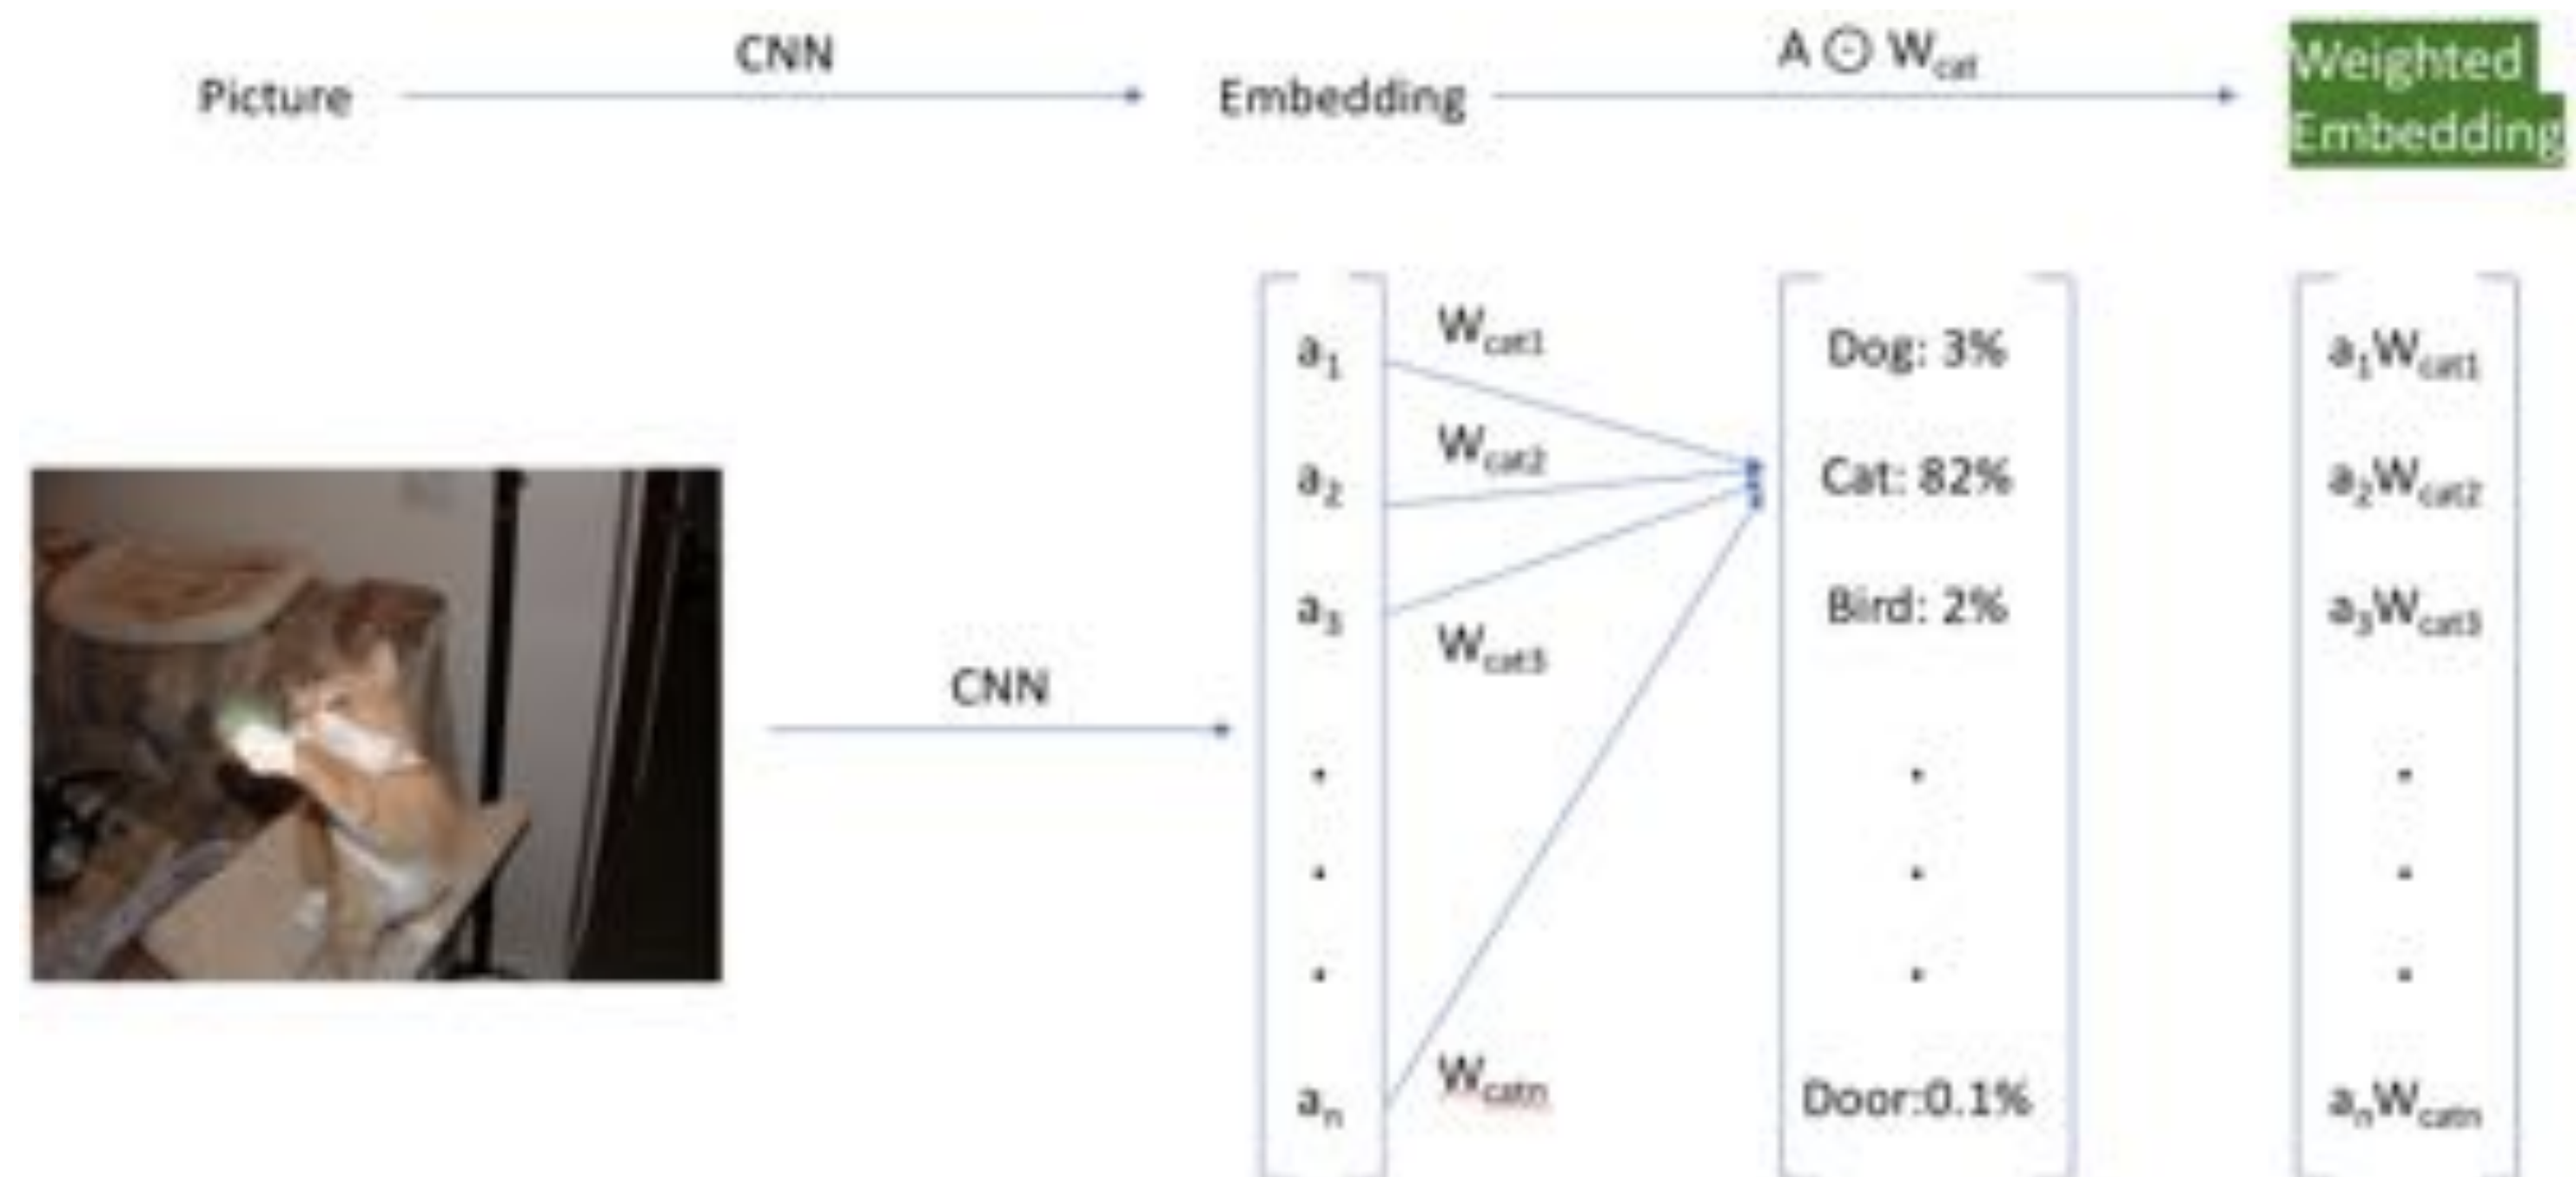 CNN
A ⊙ Wcat
Picture
Embedding
Weighted
Embedding
CNN
a1
a2
a3
.
.
.
an
Wcat1
Wcat2
Wcat3
Wcatn
Dog: 3%
Cat: 82%
Bird: 2%
.
.
.
Door:0.1%
a1Wcat1
a2Wcat2
a3Wcat3
.
.
.
anWcatn